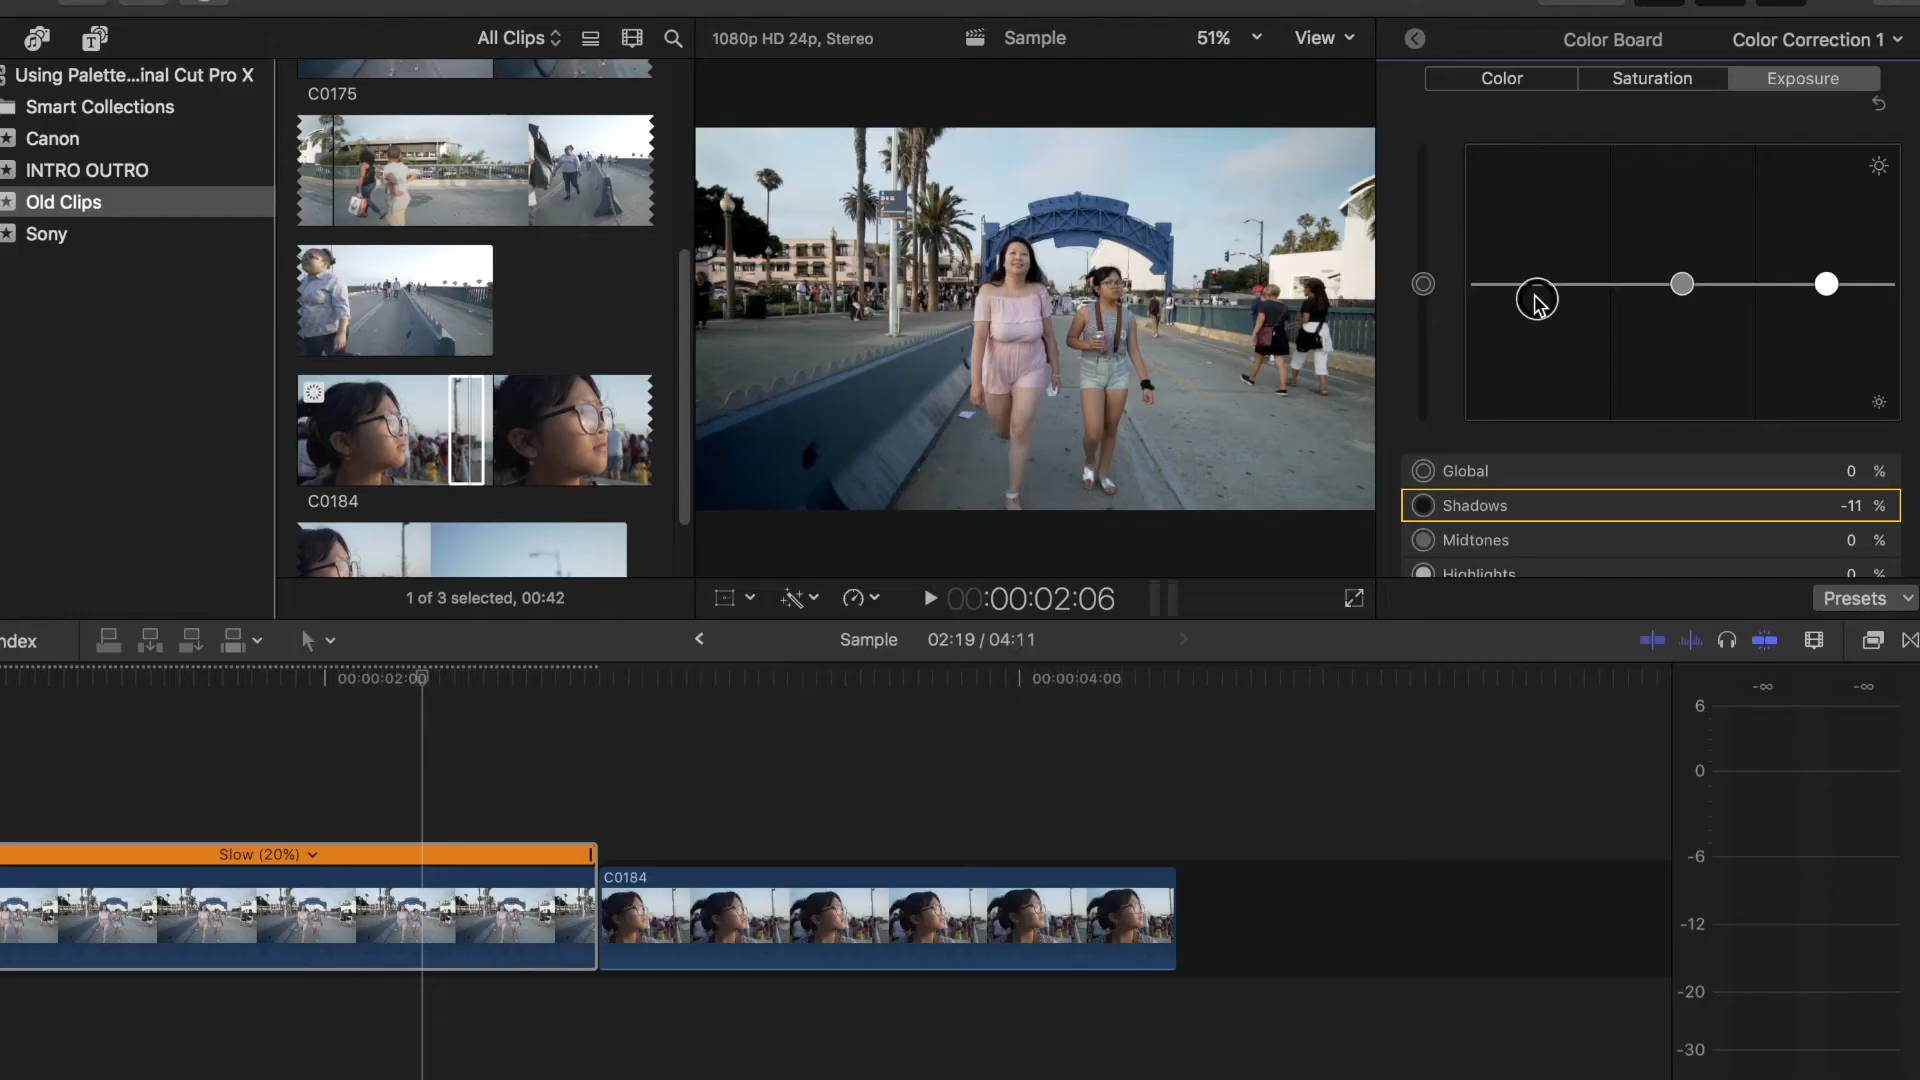 All Clips
1080p HD 24p, Stereo
Sample
51%
View
Color Board
Color Correction 1
Using Palette...inal Cut Pro X
Smart Collections
Canon
INTRO OUTRO
Old Clips
Sony
C0175
C0184
Color
Saturation
Exposure
Global 0 %
Shadows -11 %
Midtones 0 %
Highlights 0 %
1 of 3 selected, 00:42
00:00:02:06
Presets
ndex
Sample 02:19 / 04:11
00:00:02:00
00:00:04:00
-∞ -∞
6
0
-6
-12
-20
-30
Slow (20%)
C0184